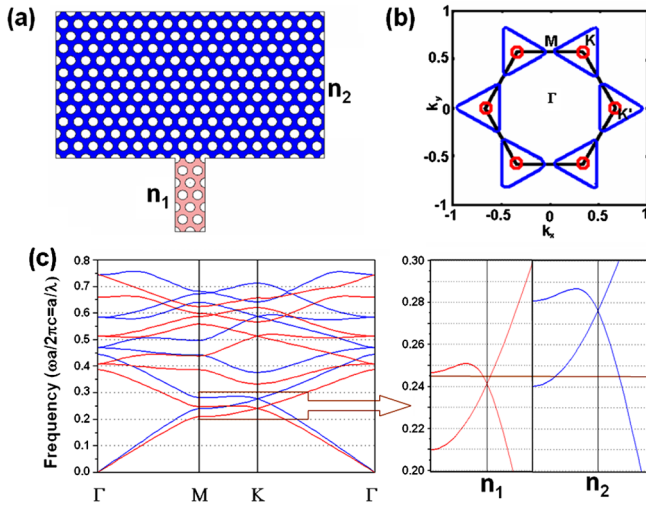 (a)
n2
n1
(b)
1
0.5
0
-0.5
-1
-1
-0.5
0
0.5
1
ky
kx
M
K
Γ
K'
(c)
Frequency (ωa/2πc=a/λ)
0.8
0.7
0.6
0.5
0.4
0.3
0.2
0.1
0.0
Γ
M
K
Γ
0.30
0.28
0.26
0.24
0.22
0.20
n1
n2